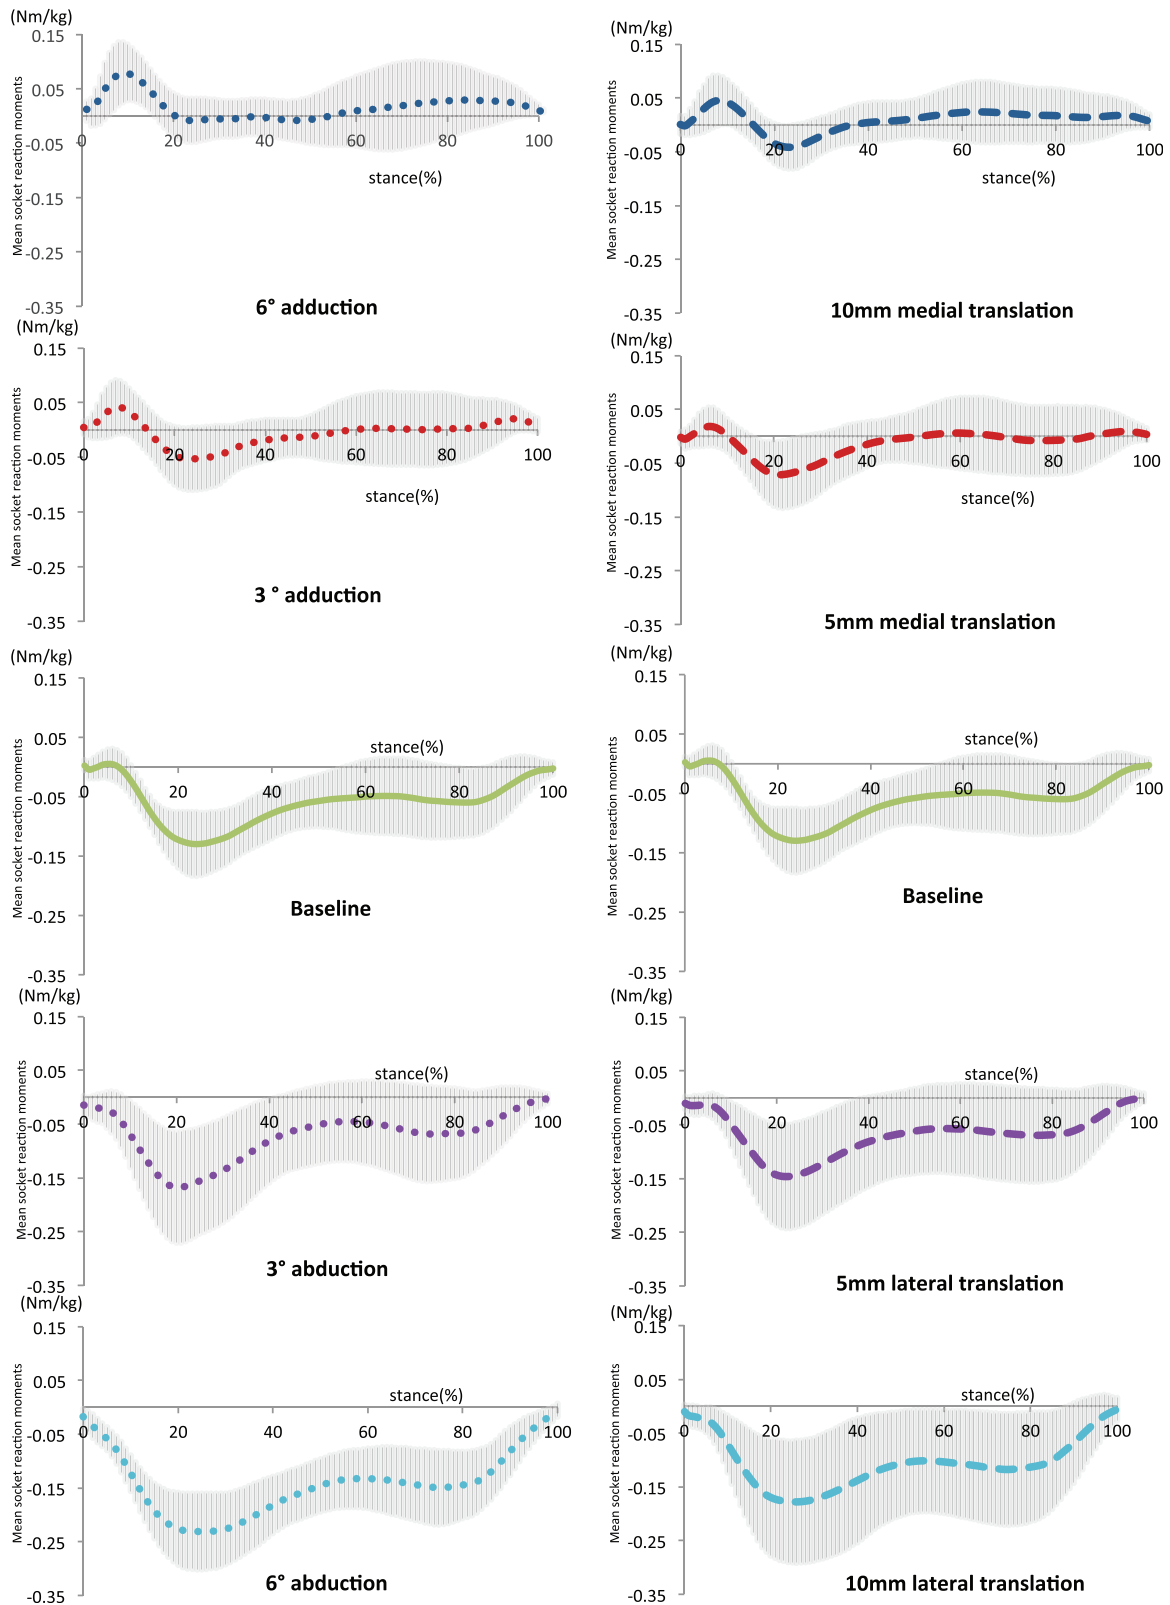 (Nm/kg)
Mean socket reaction moments
0.15
0.05
-0.05
-0.15
-0.25
-0.35
0 20 40 60 80 100
stance(%)
6° adduction
(Nm/kg)
Mean socket reaction moments
0.15
0.05
-0.05
-0.15
-0.25
-0.35
0 20 40 60 80 100
stance(%)
10mm medial translation
(Nm/kg)
Mean socket reaction moments
0.15
0.05
-0.05
-0.15
-0.25
-0.35
0 20 40 60 80 100
stance(%)
3 ° adduction
(Nm/kg)
Mean socket reaction moments
0.15
0.05
-0.05
-0.15
-0.25
-0.35
0 20 40 60 80 100
stance(%)
5mm medial translation
(Nm/kg)
Mean socket reaction moments
0.15
0.05
-0.05
-0.15
-0.25
-0.35
stance(%)
0 20 40 60 80 100
Baseline
(Nm/kg)
Mean socket reaction moments
0.15
0.05
-0.05
-0.15
-0.25
-0.35
stance(%)
0 20 40 60 80 100
Baseline
(Nm/kg)
Mean socket reaction moments
0.15
0.05
-0.05
-0.15
-0.25
-0.35
stance(%)
0 20 40 60 80 100
3° abduction
(Nm/kg)
Mean socket reaction moments
0.15
0.05
-0.05
-0.15
-0.25
-0.35
stance(%)
0 20 40 60 80 100
5mm lateral translation
(Nm/kg)
Mean socket reaction moments
0.15
0.05
-0.05
-0.15
-0.25
-0.35
stance(%)
0 20 40 60 80 100
6° abduction
(Nm/kg)
Mean socket reaction moments
0.15
0.05
-0.05
-0.15
-0.25
-0.35
stance(%)
0 20 40 60 80 100
10mm lateral translation